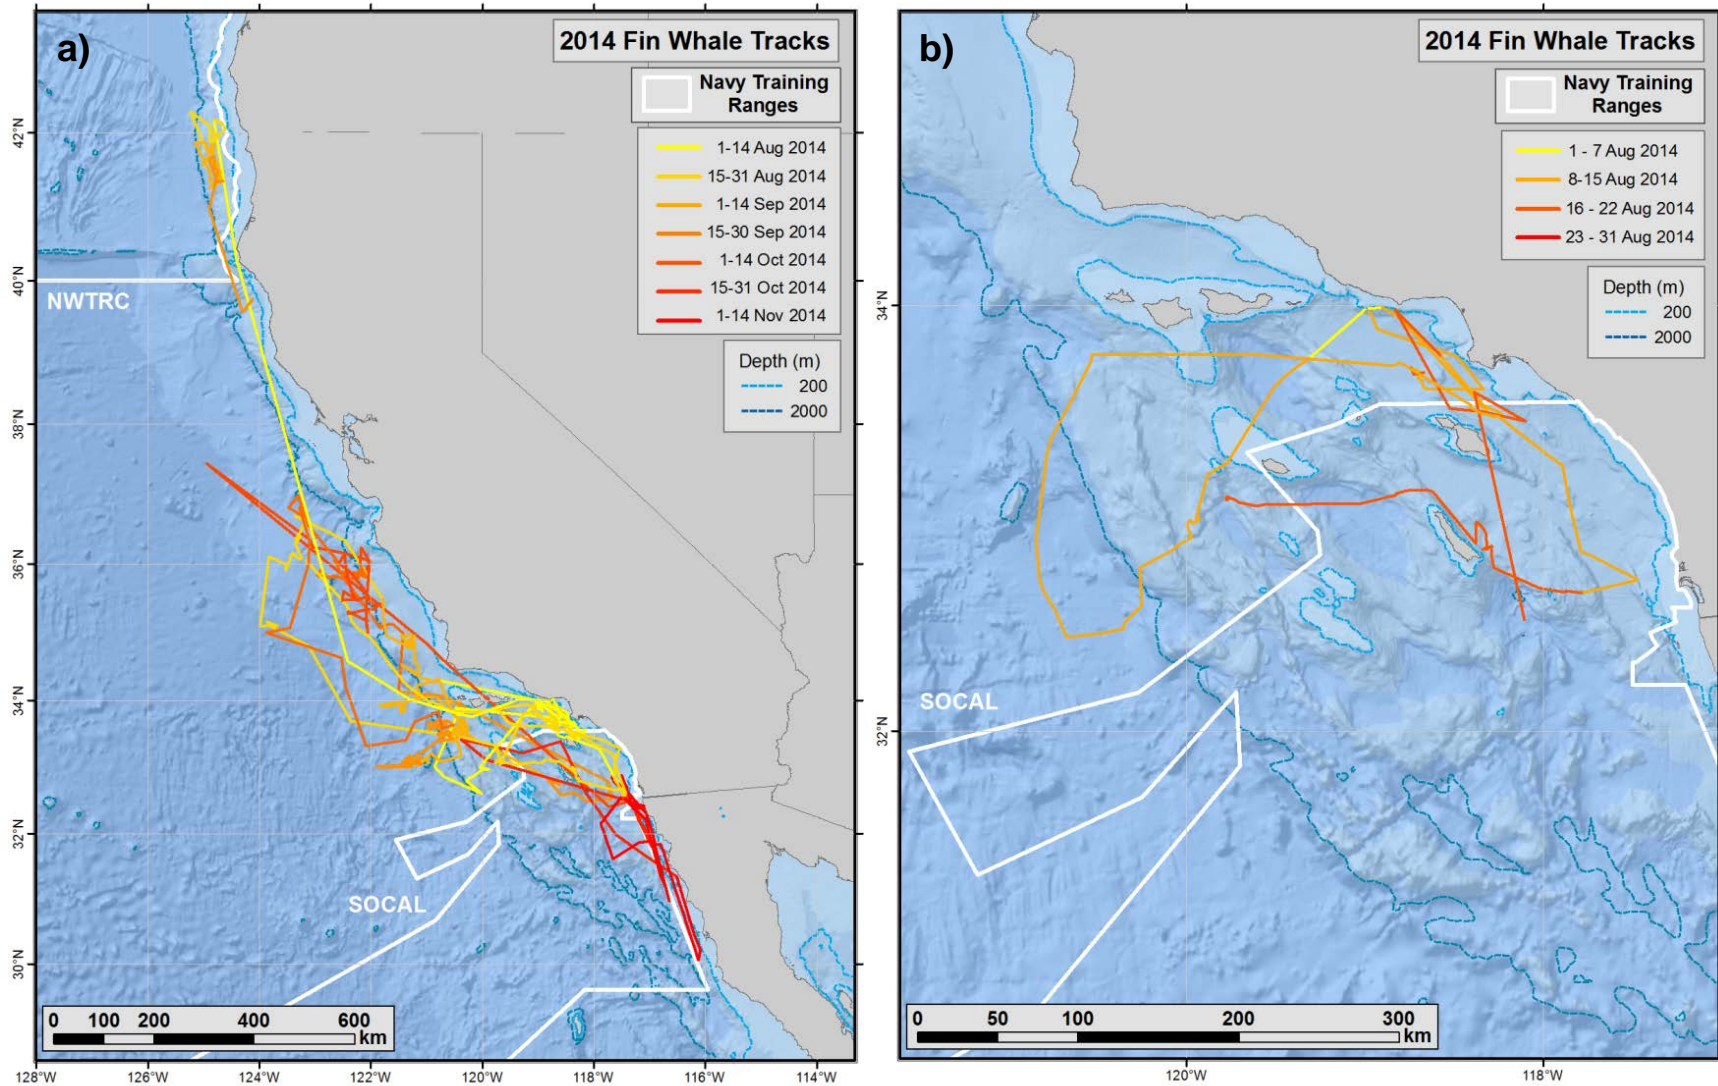 a)
2014 Fin Whale Tracks
Navy Training
Ranges
1-14 Aug 2014
15-31 Aug 2014
1-14 Sep 2014
15-30 Sep 2014
1-14 Oct 2014
15-31 Oct 2014
1-14 Nov 2014
Depth (m)
200
2000
42°N
40°N
38°N
36°N
34°N
32°N
30°N
NWTRC
SOCAL
0 100 200 400 600
km
128°W 126°W 124°W 122°W 120°W 118°W 116°W 114°W
b)
2014 Fin Whale Tracks
Navy Training
Ranges
1 - 7 Aug 2014
8-15 Aug 2014
16 - 22 Aug 2014
23 - 31 Aug 2014
Depth (m)
200
2000
34°N
32°N
SOCAL
0 50 100 200 300
km
120°W 118°W